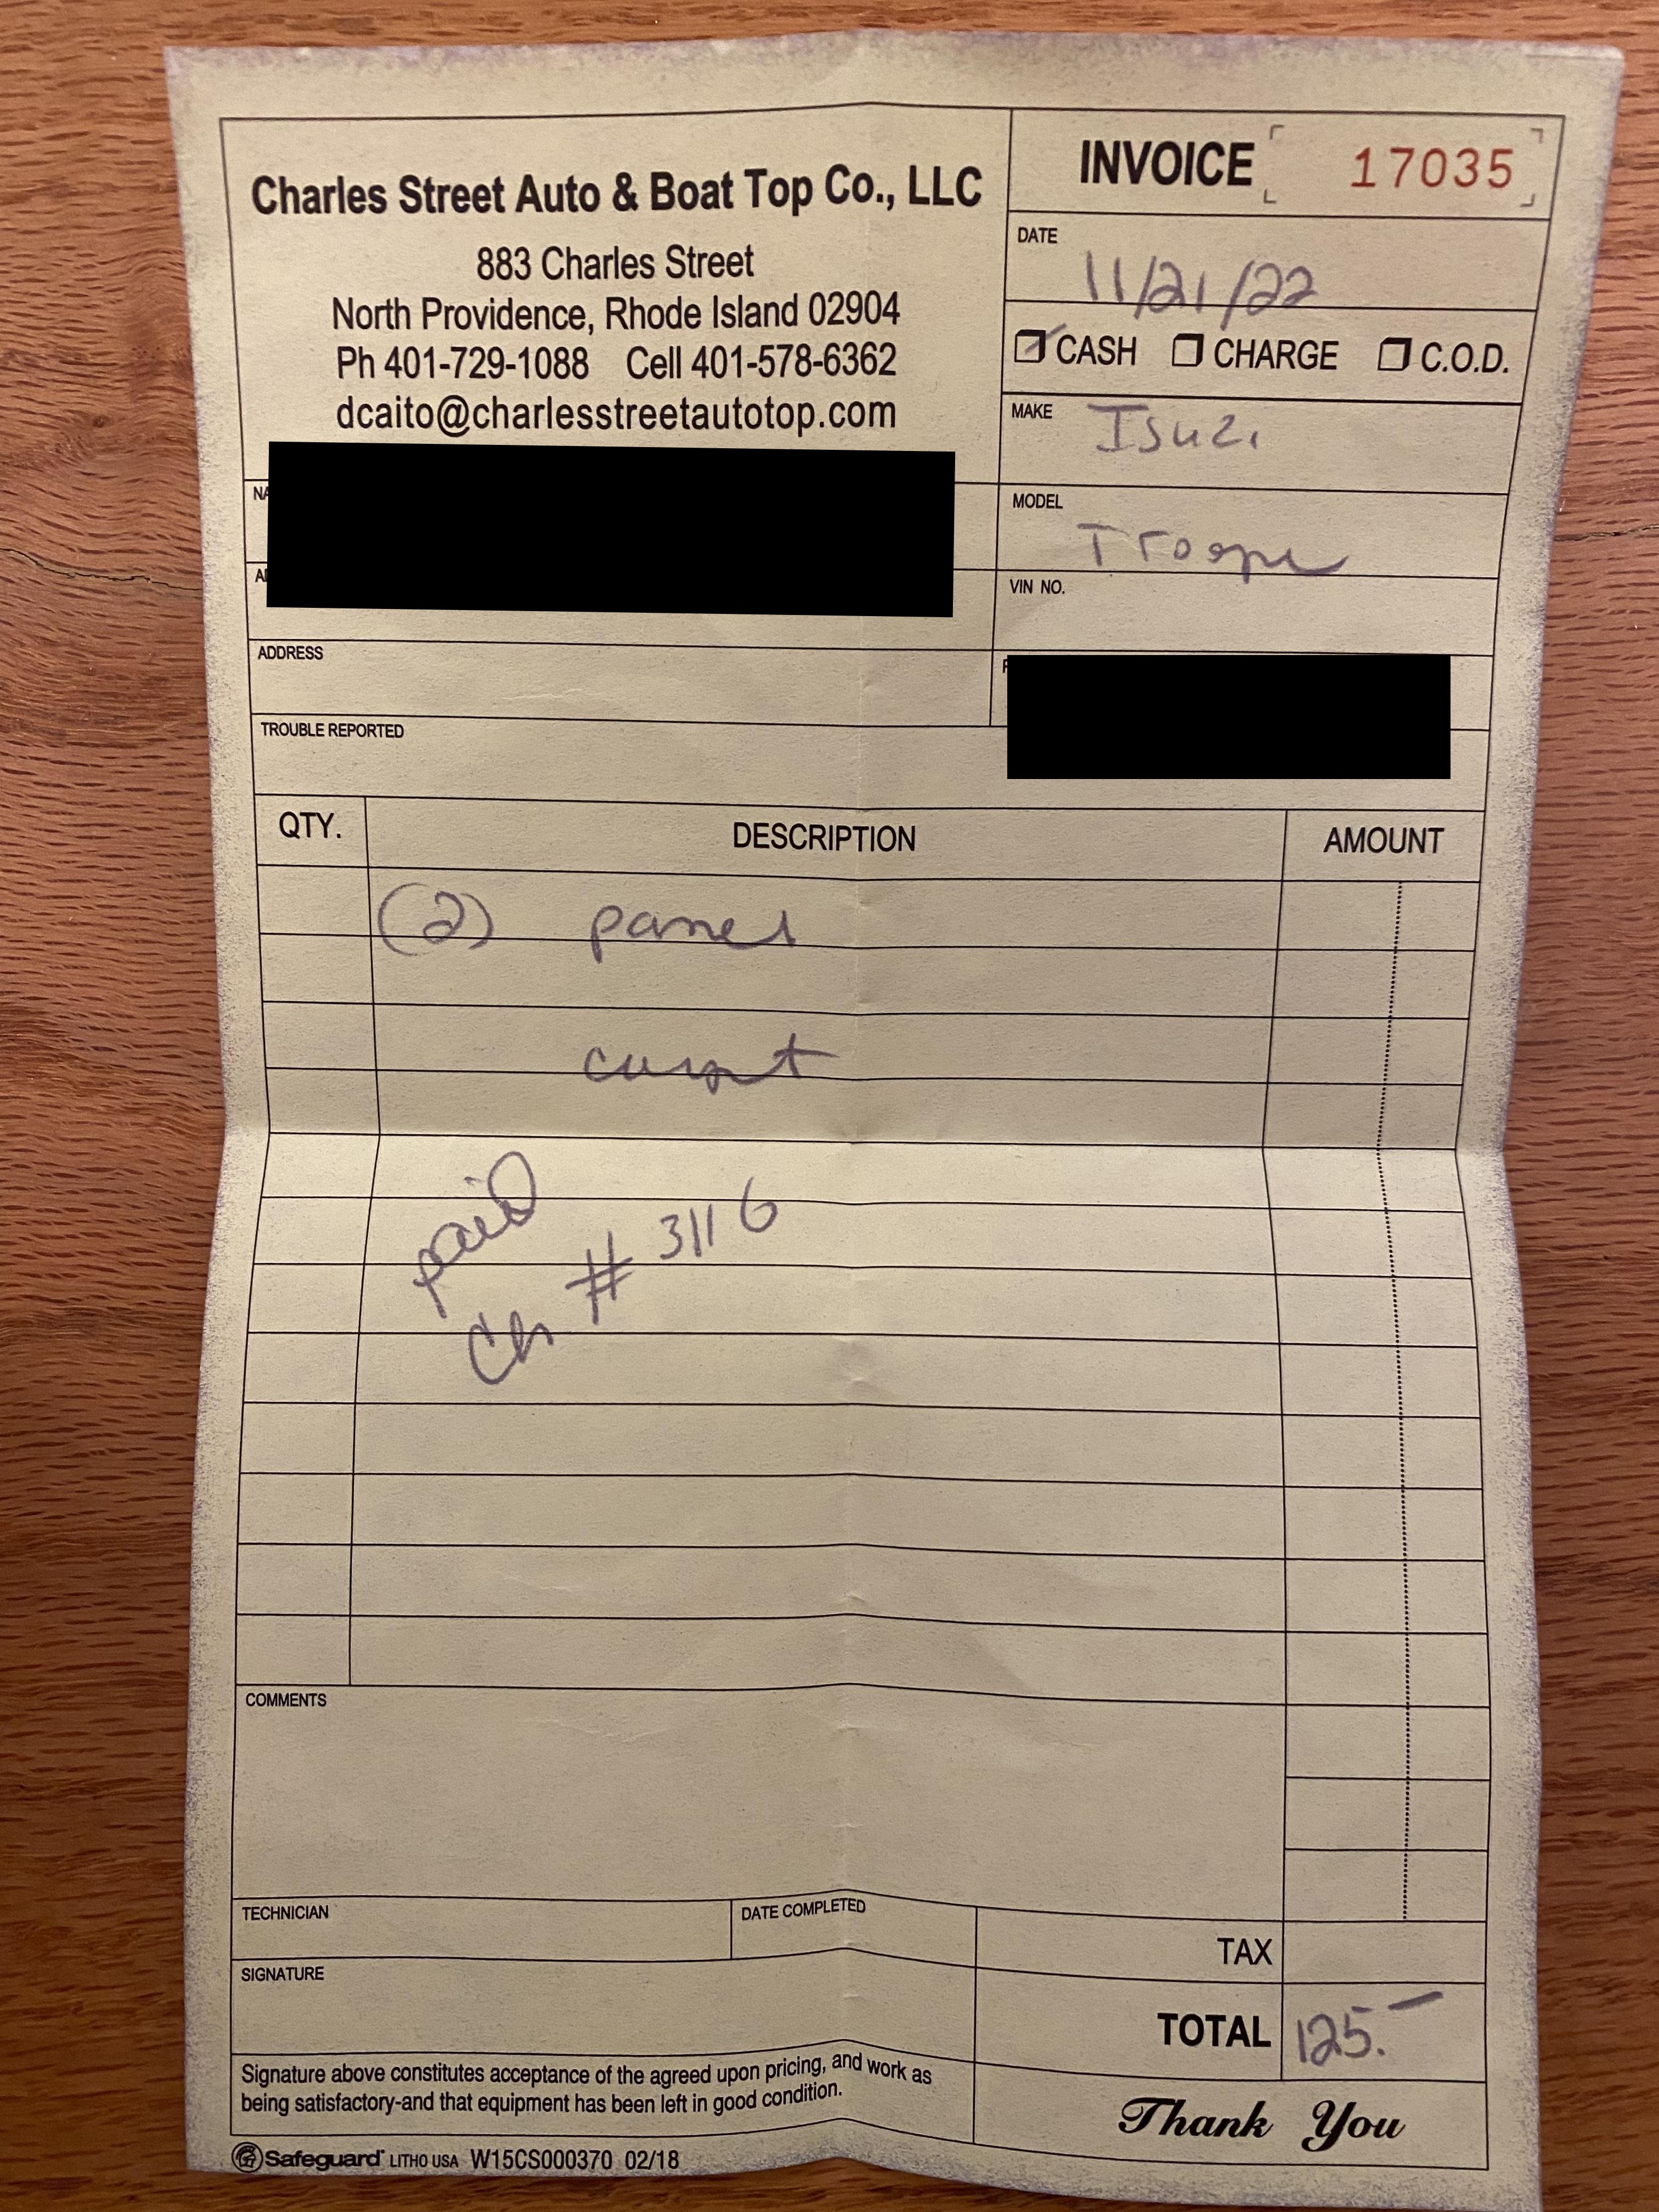 Charles Street Auto & Boat Top Co., LLC
883 Charles Street
North Providence, Rhode Island 02904
Ph 401-729-1088 Cell 401-578-6362
dcaito@charlesstreetautotop.com
INVOICE 17035
DATE
11/21/22
CASH CHARGE C.O.D.
MAKE
MODEL
VIN NO.
ADDRESS
TROUBLE REPORTED
QTY. DESCRIPTION AMOUNT
(2) panel
paid
Ch # 3116
COMMENTS
TECHNICIAN
DATE COMPLETED
TAX
SIGNATURE
TOTAL 125.–
Signature above constitutes acceptance of the agreed upon pricing, and work as
being satisfactory-and that equipment has been left in good condition.
Thank You
Safeguard LITHO USA W15CS000370 02/18